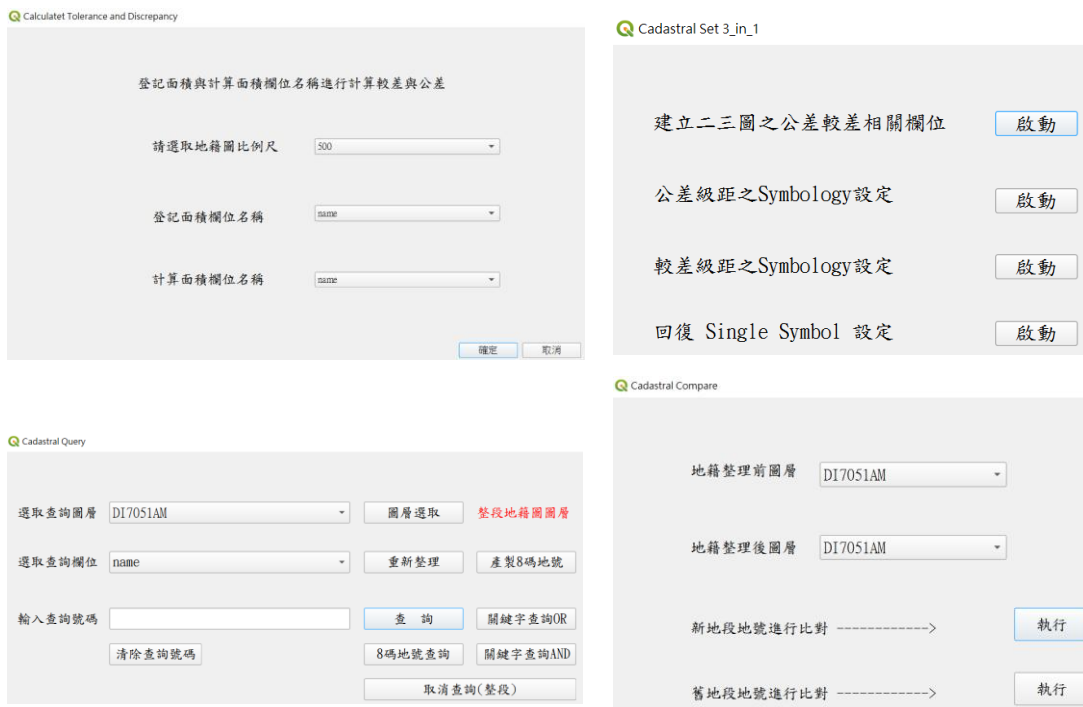 Calculatet Tolerance and Discrepancy
登記面積與計算面積欄位名稱進行計算較差與公差
請選取地籍圖比例尺 500
登記面積欄位名稱 name
計算面積欄位名稱 name
確定 取消
Cadastral Set 3_in_1
建立二三圖之公差較差相關欄位 啟動
公差級距之Symbology設定 啟動
較差級距之Symbology設定 啟動
回復 Single Symbol 設定 啟動
Cadastral Query
選取查詢圖層 DI7051AM 圖層選取 整段地籍圖圖層
選取查詢欄位 name 重新整理 產製8碼地號
輸入查詢號碼 查 詢 關鍵字查詢OR
清除查詢號碼 8碼地號查詢 關鍵字查詢AND
取消查詢(整段)
Cadastral Compare
地籍整理前圖層 DI7051AM
地籍整理後圖層 DI7051AM
新地段地號進行比對 ------------> 執行
舊地段地號進行比對 ------------> 執行